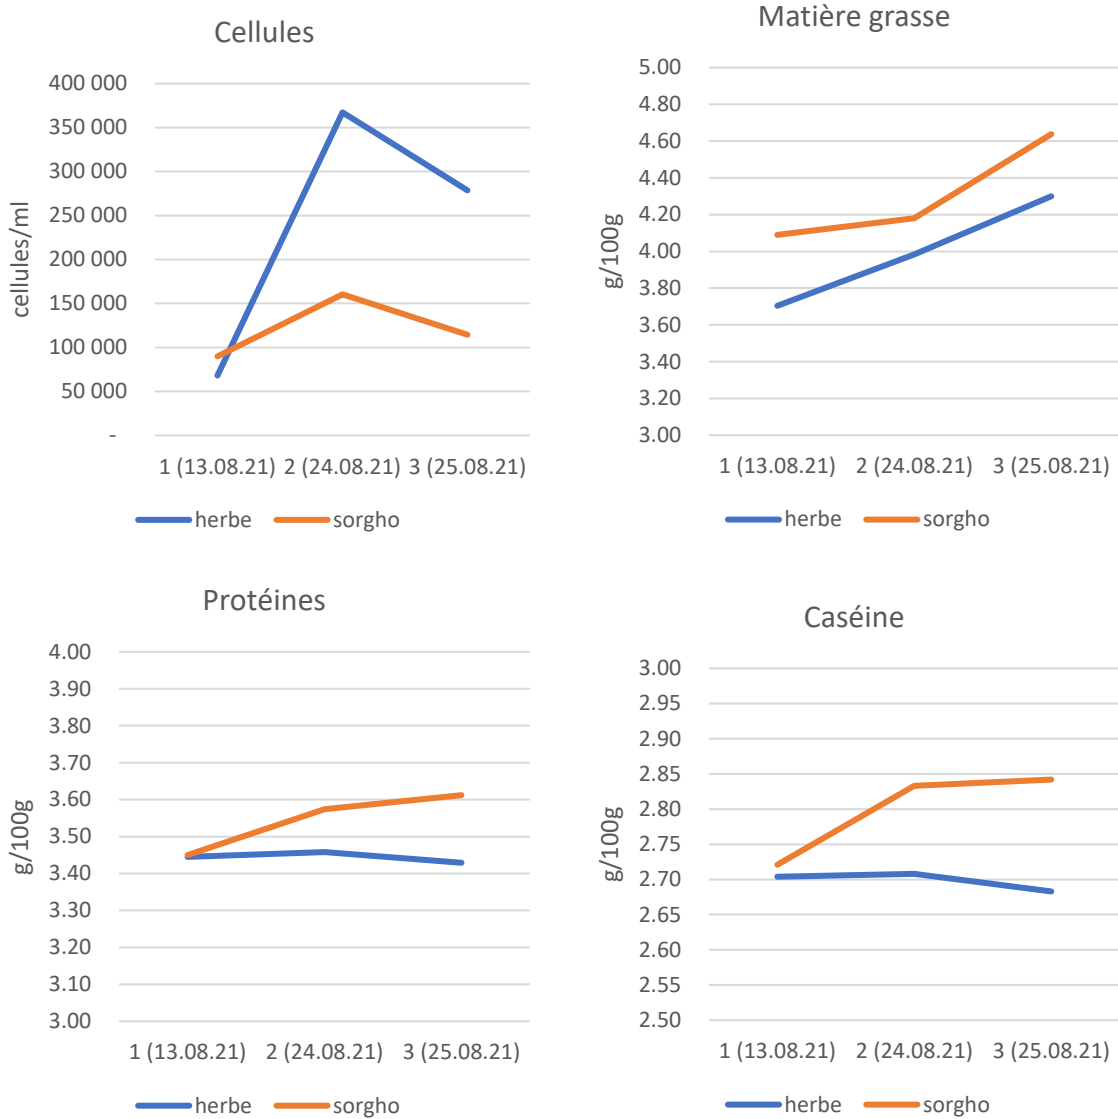 Cellules
400 000
350 000
300 000
250 000
200 000
150 000
100 000
50 000
-
cellules/ml
1 (13.08.21) 2 (24.08.21) 3 (25.08.21)
herbe sorgho
Matière grasse
5.00
4.80
4.60
4.40
4.20
4.00
3.80
3.60
3.40
3.20
3.00
g/100g
1 (13.08.21) 2 (24.08.21) 3 (25.08.21)
herbe sorgho
Protéines
4.00
3.90
3.80
3.70
3.60
3.50
3.40
3.30
3.20
3.10
3.00
g/100g
1 (13.08.21) 2 (24.08.21) 3 (25.08.21)
herbe sorgho
Caséine
3.00
2.95
2.90
2.85
2.80
2.75
2.70
2.65
2.60
2.55
2.50
g/100g
1 (13.08.21) 2 (24.08.21) 3 (25.08.21)
herbe sorgho